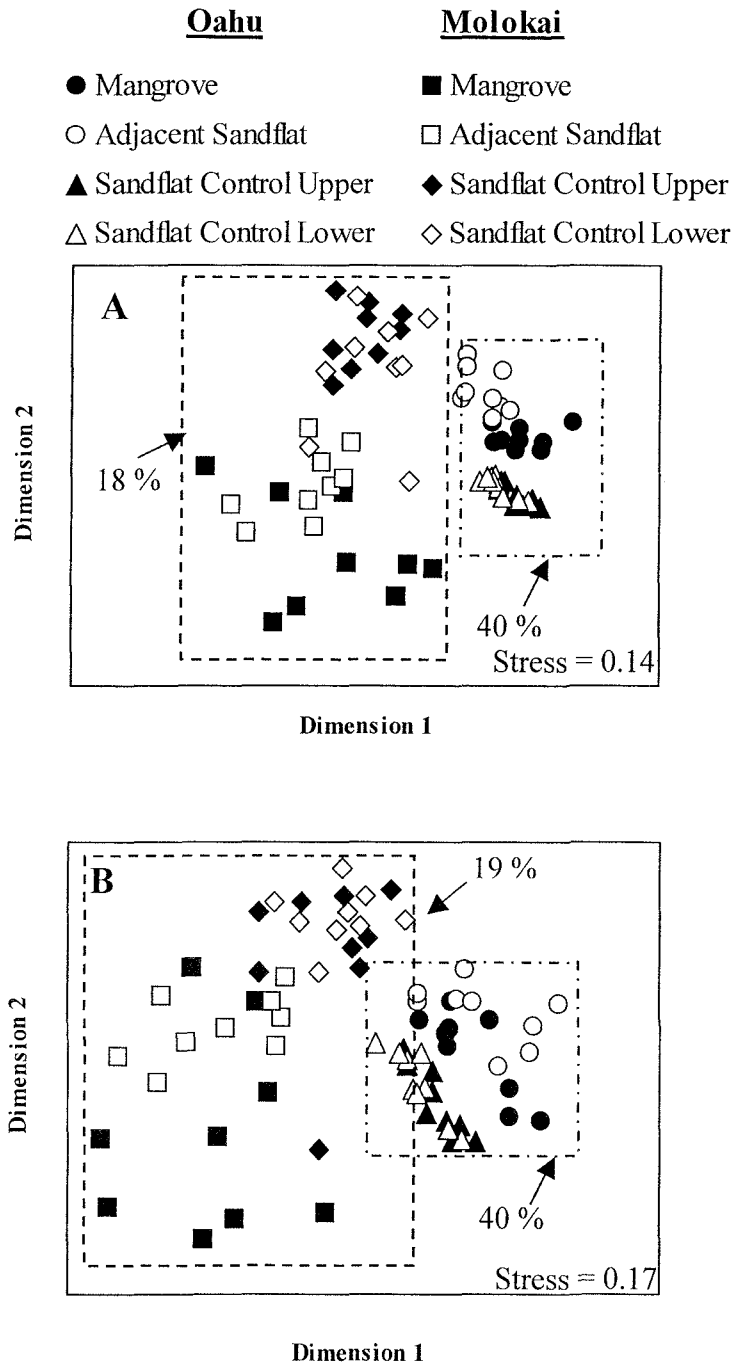 Oahu Molokai
Mangrove Mangrove
Adjacent Sandflat Adjacent Sandflat
Sandflat Control Upper Sandflat Control Upper
Sandflat Control Lower Sandflat Control Lower
A
Dimension 2
18 %
40 %
Stress = 0.14
Dimension 1
B
19 %
Dimension 2
40 %
Stress = 0.17
Dimension 1